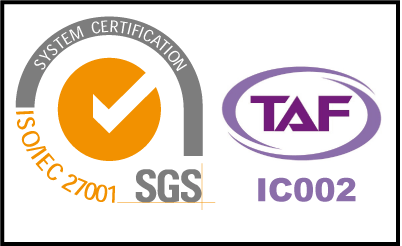 SYSTEM CERTIFICATION
ISO/IEC 27001
SGS
TAF
IC002